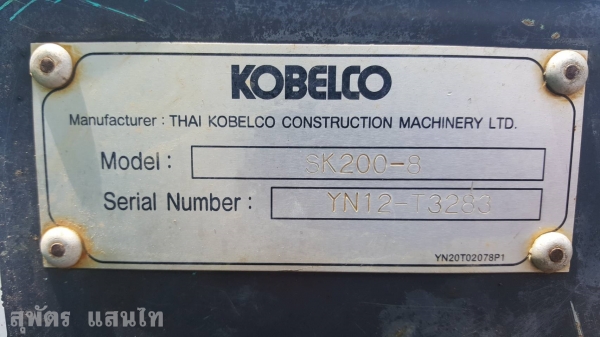 KOBELCO
Manufacturer : THAI KOBELCO CONSTRUCTION MACHINERY LTD.
Model : SK200-8
Serial Number : YN12-T3283
YN20T02078P1
สุพัตร แสนไท